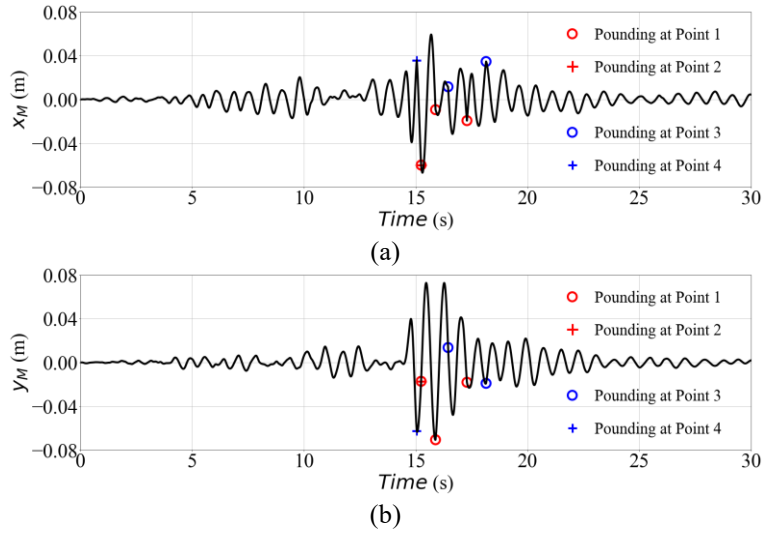 0.08
0.04
0.00
−0.04
−0.08
x_M (m)
Pounding at Point 1
Pounding at Point 2
Pounding at Point 3
Pounding at Point 4
0 5 10 15 20 25 30
Time (s)
(a)
0.08
0.04
0.00
−0.04
−0.08
y_M (m)
Pounding at Point 1
Pounding at Point 2
Pounding at Point 3
Pounding at Point 4
0 5 10 15 20 25 30
Time (s)
(b)